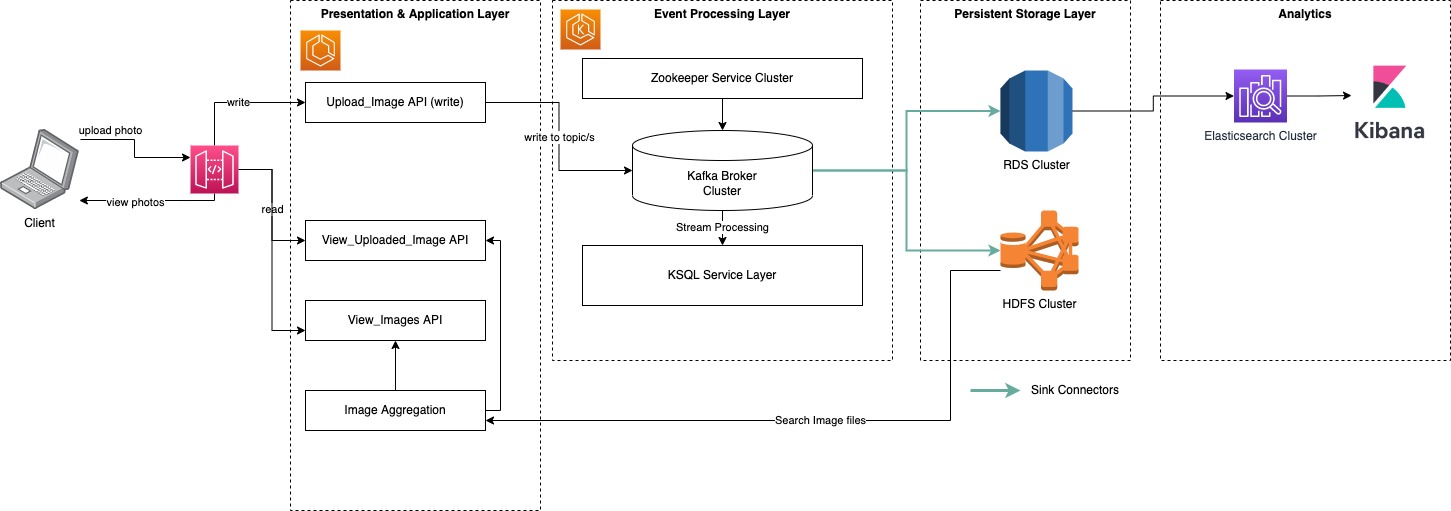 Presentation & Application Layer
Event Processing Layer
Persistent Storage Layer
Analytics
K
Zookeeper Service Cluster
write
Upload_Image API (write)
upload photo
write to topic/s
Kafka Broker
Cluster
</>
RDS Cluster
Elasticsearch Cluster
Kibana
Client
view photos
read
View_Uploaded_Image API
Stream Processing
KSQL Service Layer
HDFS Cluster
View_Images API
Image Aggregation
Search Image files
Sink Connectors